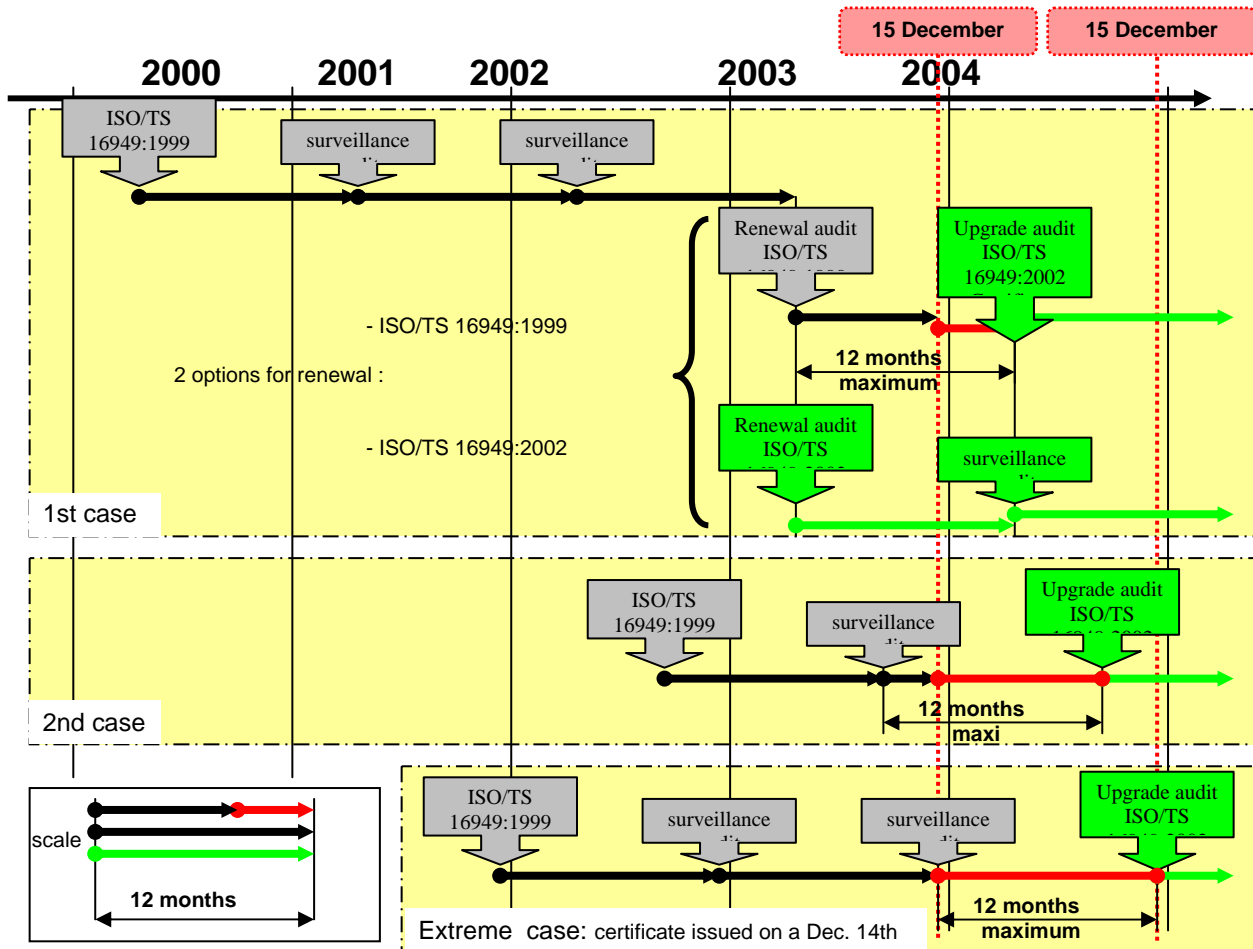 15 December
15 December
2000
2001
2002
2003
2004
ISO/TS
16949:1999
surveillance
surveillance
Renewal audit
ISO/TS
Upgrade audit
ISO/TS
16949:2002
- ISO/TS 16949:1999
2 options for renewal :
12 months
maximum
- ISO/TS 16949:2002
Renewal audit
ISO/TS
surveillance
1st case
ISO/TS
16949:1999
surveillance
Upgrade audit
ISO/TS
2nd case
12 months
maxi
ISO/TS
16949:1999
surveillance
surveillance
Upgrade audit
ISO/TS
scale
12 months
12 months
maximum
Extreme case: certificate issued on a Dec. 14th